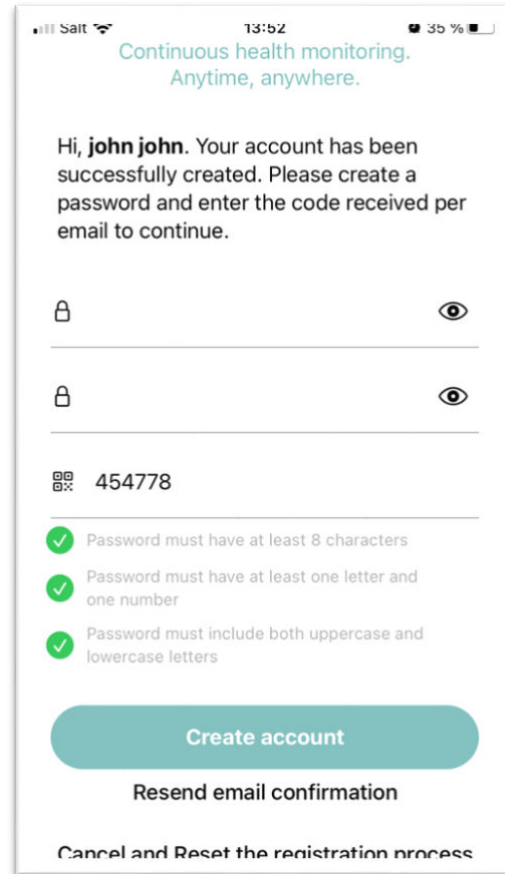 Salt 13:52 35 %
Continuous health monitoring.
Anytime, anywhere.
Hi, john john. Your account has been
successfully created. Please create a
password and enter the code received per
email to continue.
454778
Password must have at least 8 characters
Password must have at least one letter and
one number
Password must include both uppercase and
lowercase letters
Create account
Resend email confirmation
Cancel and Reset the registration process